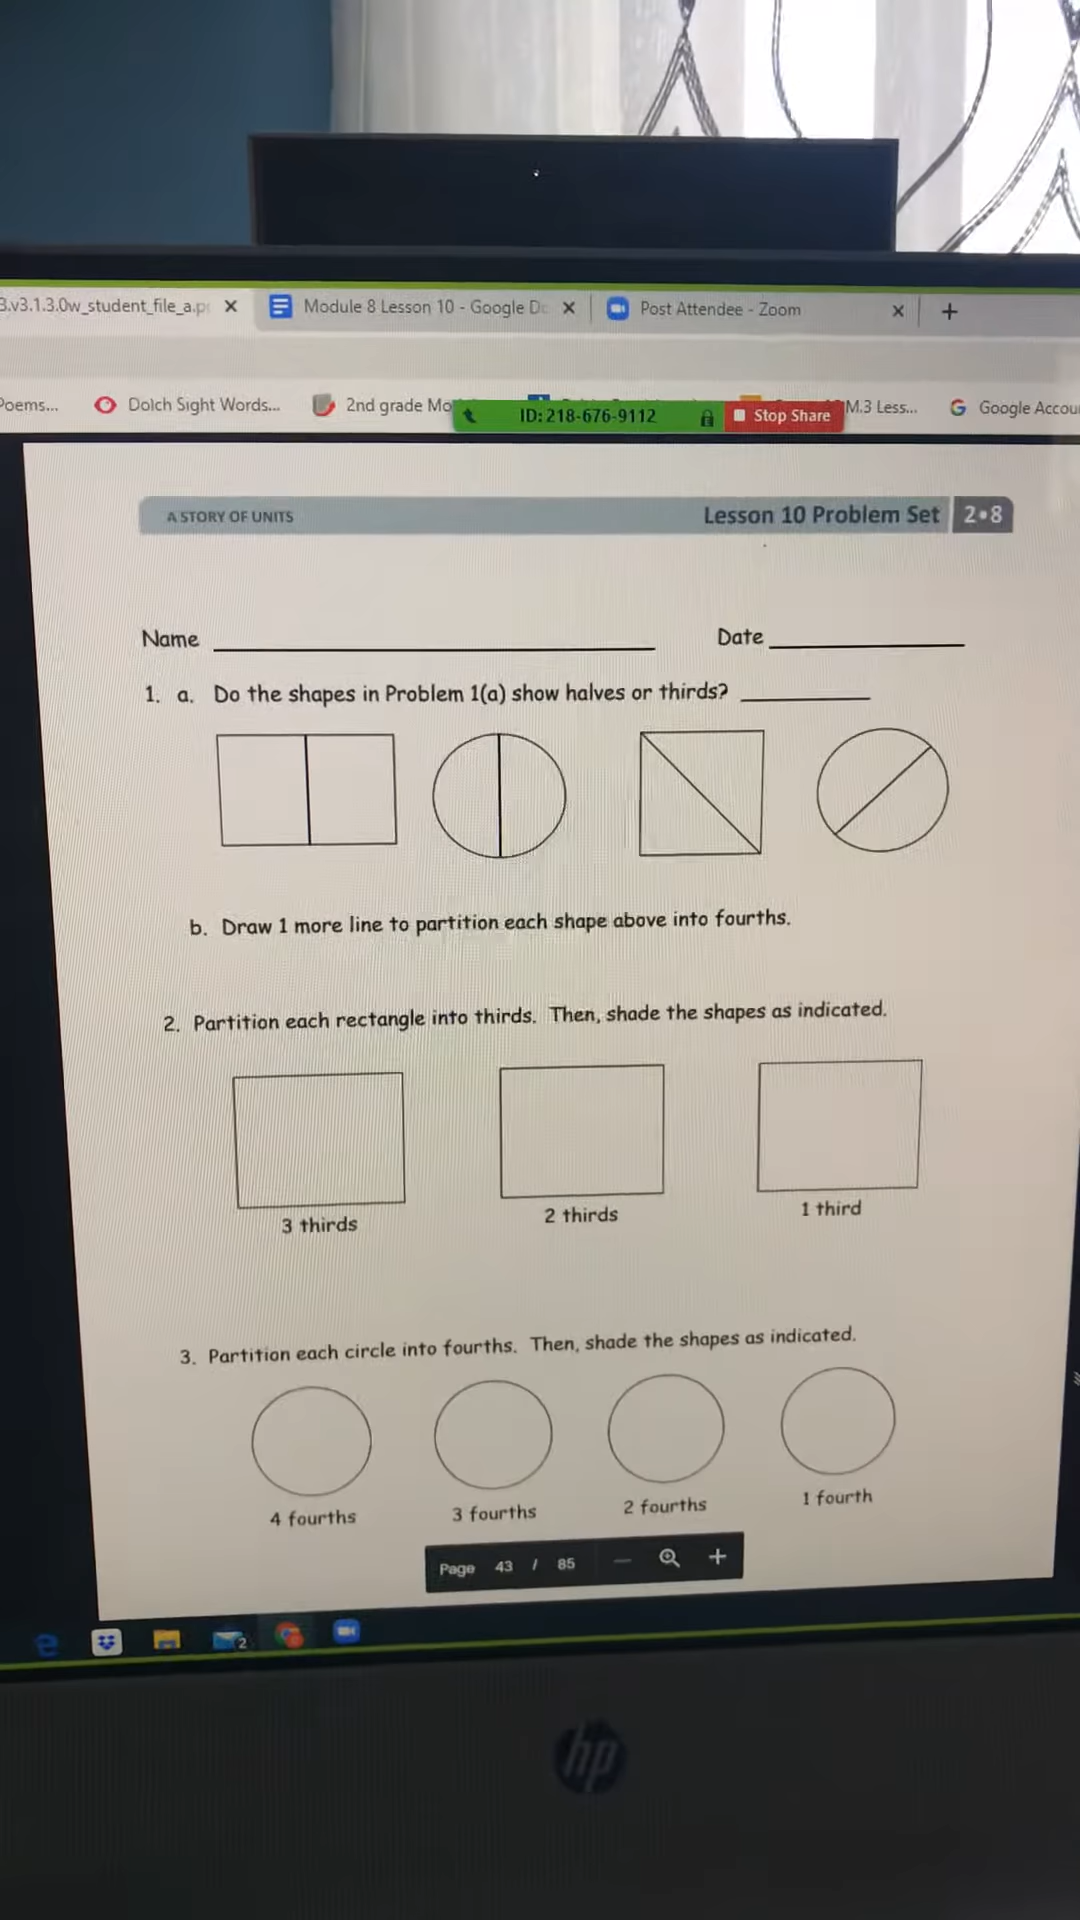 3.v3.1.3.0w_student_file_a.p
Module 8 Lesson 10 - Google D
Post Attendee - Zoom
Poems...
Dolch Sight Words...
2nd grade Mo
ID: 218-676-9112
Stop Share
M.3 Less...
Google Accou
A STORY OF UNITS
Lesson 10 Problem Set
2•8
Name
Date
1. a. Do the shapes in Problem 1(a) show halves or thirds?
b. Draw 1 more line to partition each shape above into fourths.
2. Partition each rectangle into thirds. Then, shade the shapes as indicated.
3 thirds
2 thirds
1 third
3. Partition each circle into fourths. Then, shade the shapes as indicated.
4 fourths
3 fourths
2 fourths
1 fourth
Page 43 / 85
2
hp